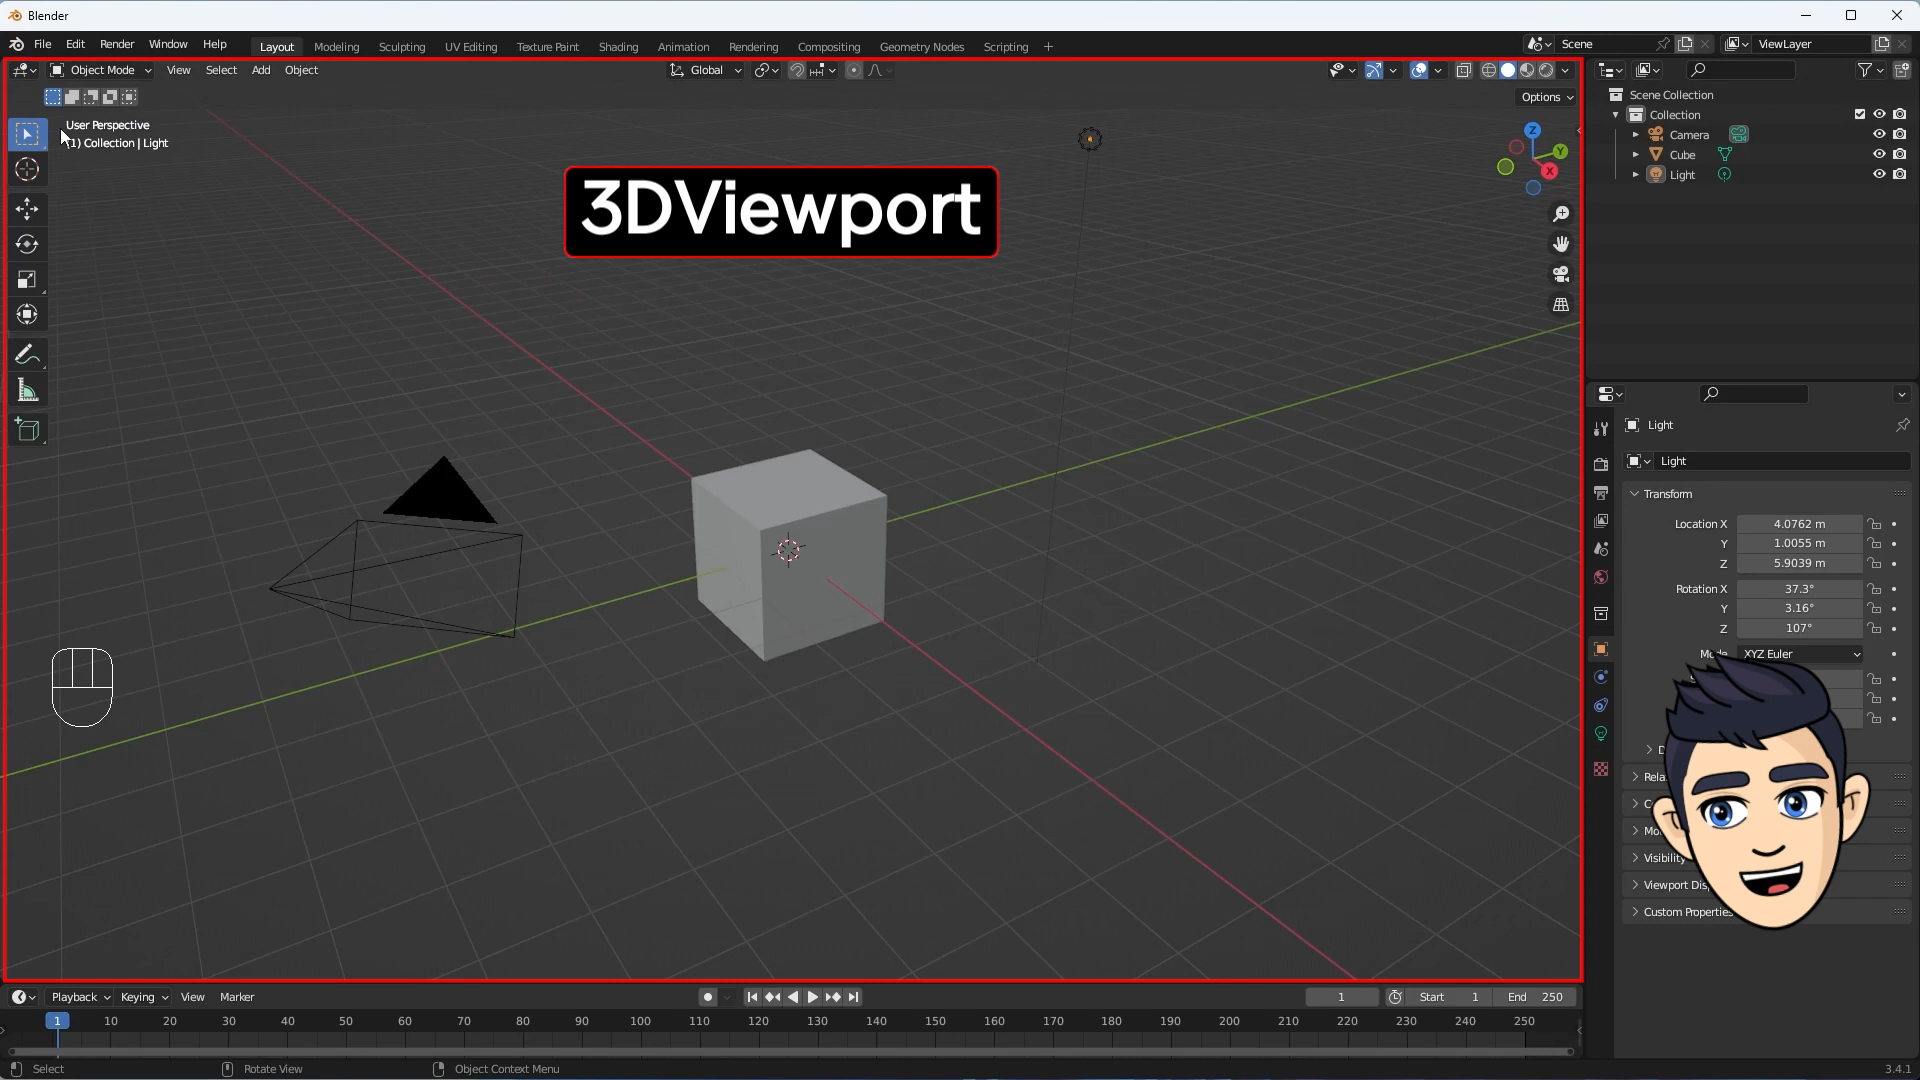 Blender
File Edit Render Window Help Layout Modeling Sculpting UV Editing Texture Paint Shading Animation Rendering Compositing Geometry Nodes Scripting + Scene ViewLayer
Object Mode View Select Add Object Global
Options
User Perspective
(1) Collection | Light
3DViewport
Z
Y
X
Scene Collection
Collection
Camera
Cube
Light
Light
Light
Transform
Location X 4.0762 m
Y 1.0055 m
Z 5.9039 m
Rotation X 37.3°
Y 3.16°
Z 107°
Mode XYZ Euler
Visibility
Custom Properties
Playback Keying View Marker 1 Start 1 End 250
1 10 20 30 40 50 60 70 80 90 100 110 120 130 140 150 160 170 180 190 200 210 220 230 240 250
Select Rotate View Object Context Menu 3.4.1